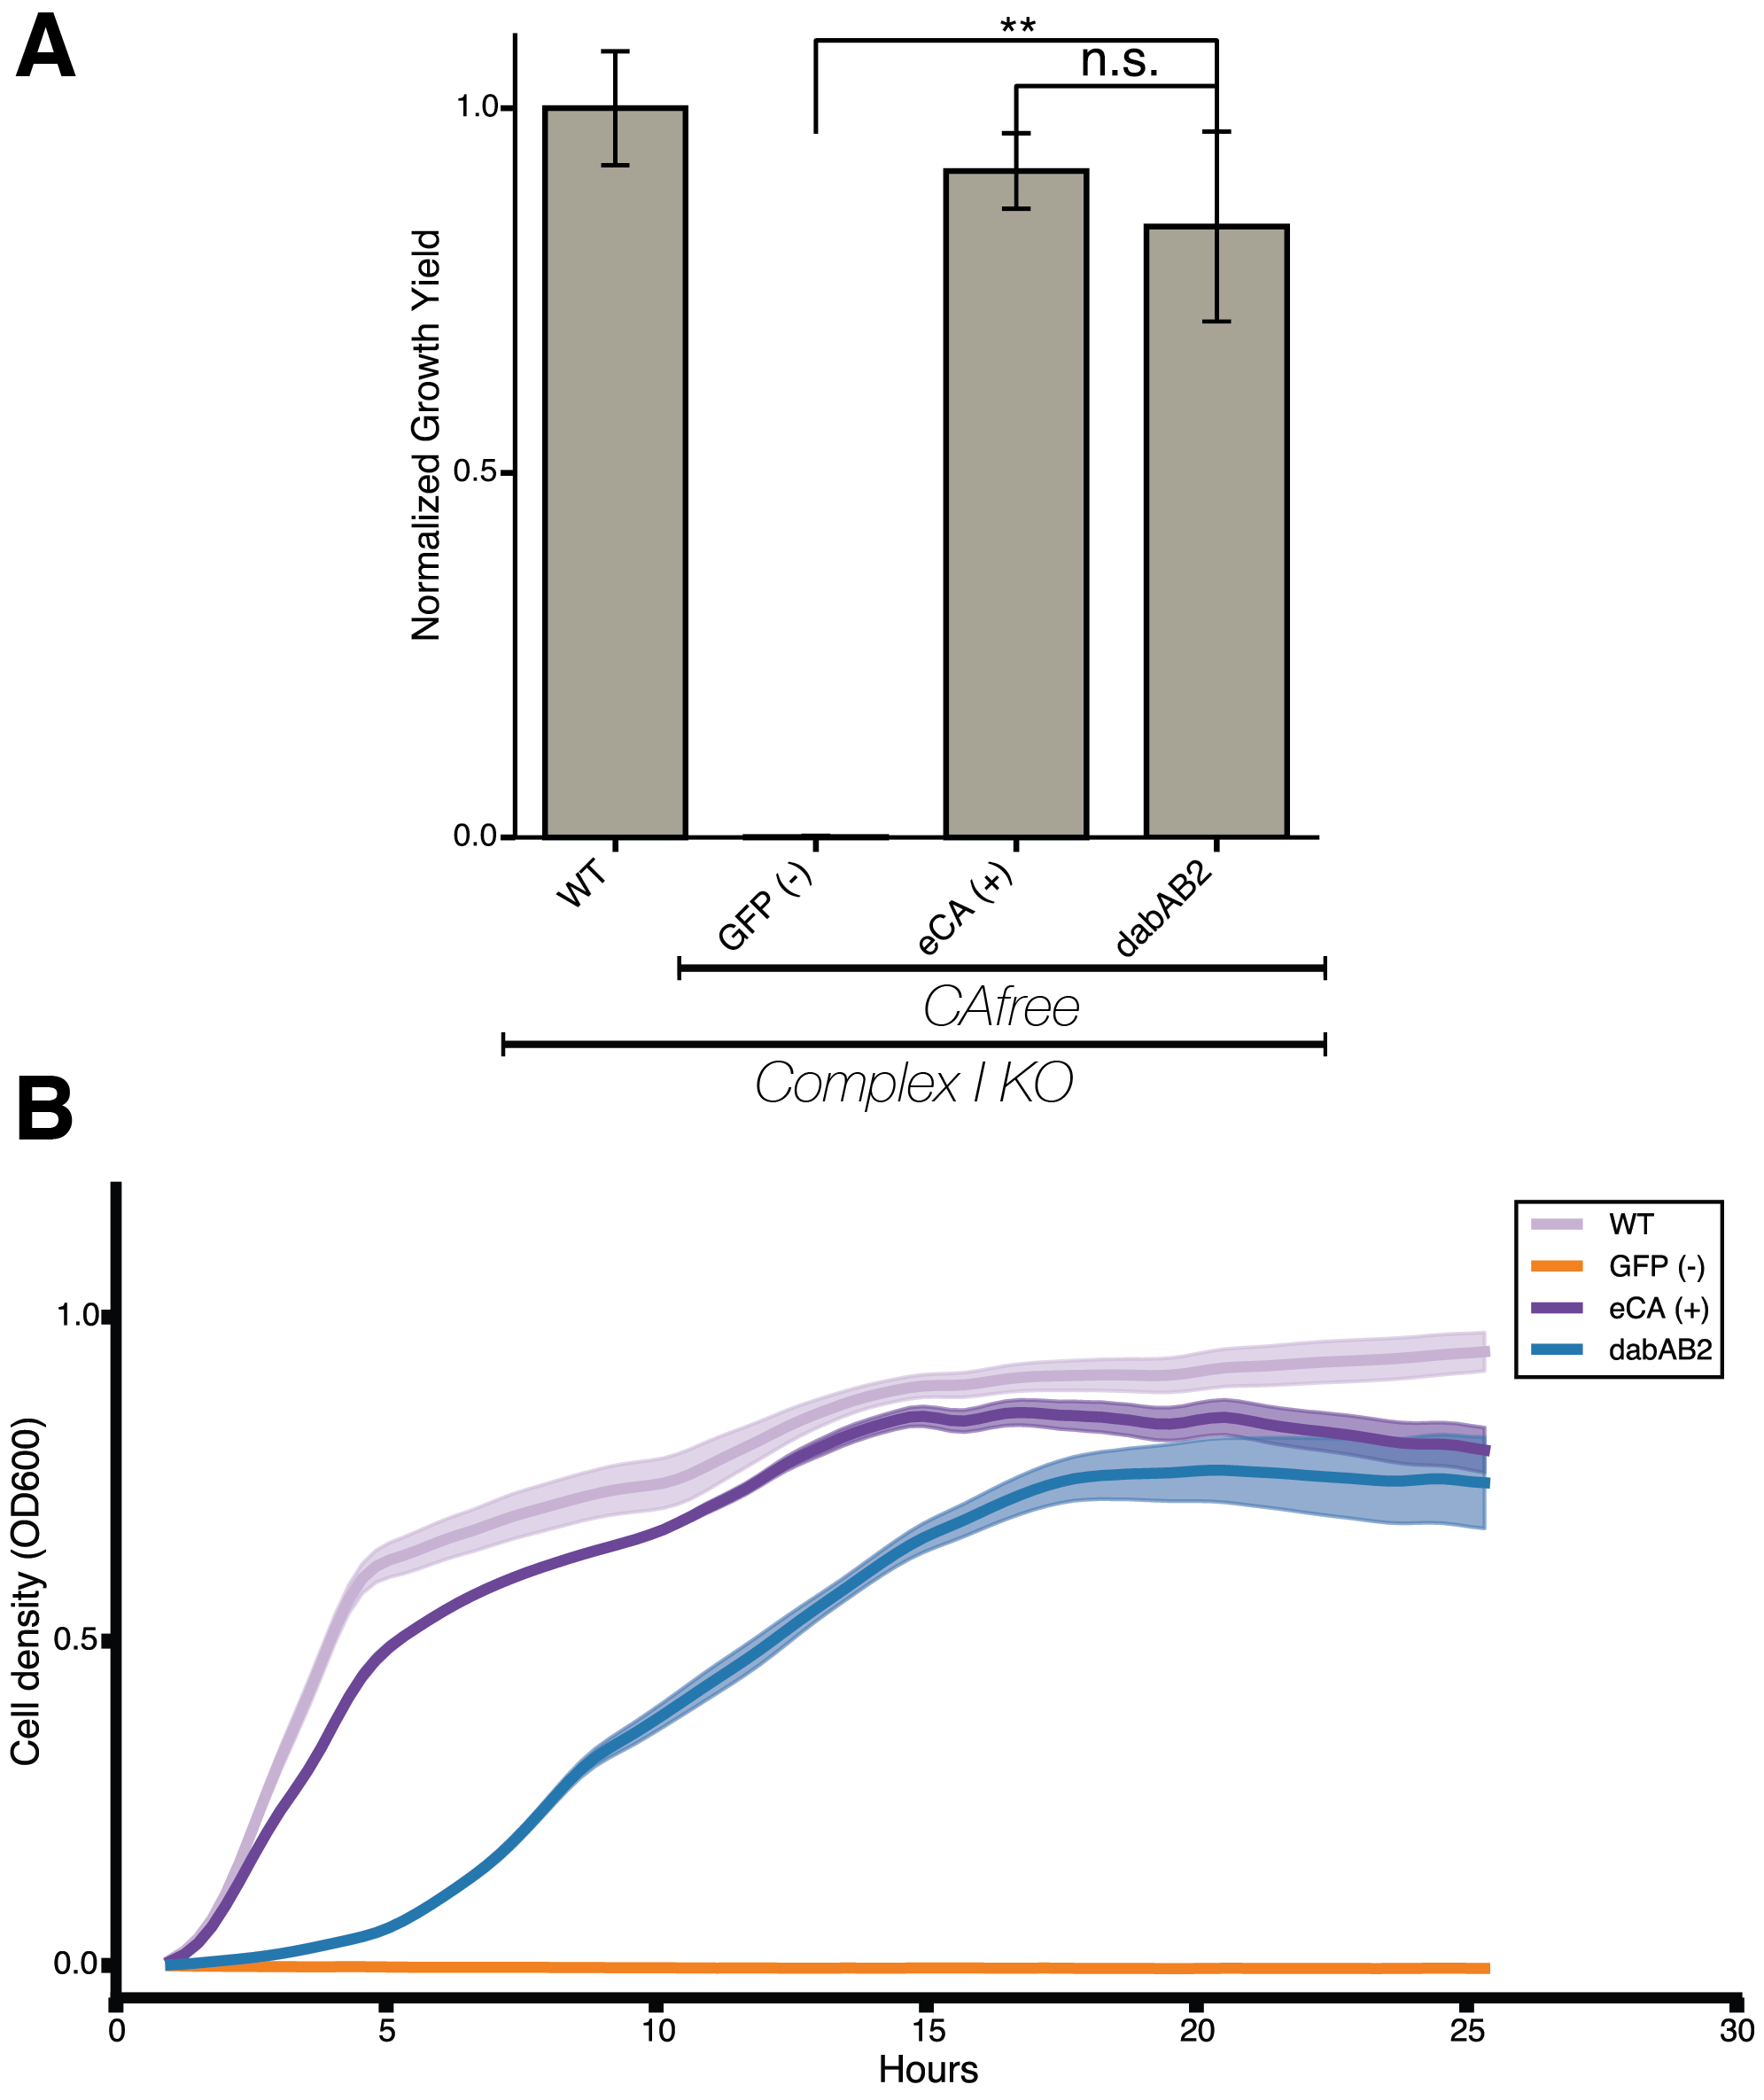 A
**
n.s.
1.0
0.5
0.0
Normalized Growth Yield
WT
GFP (-)
eCA (+)
dabAB2
CAfree
Complex I KO
B
WT
GFP (-)
eCA (+)
dabAB2
1.0
0.5
0.0
Cell density (OD600)
0 5 10 15 20 25 30
Hours